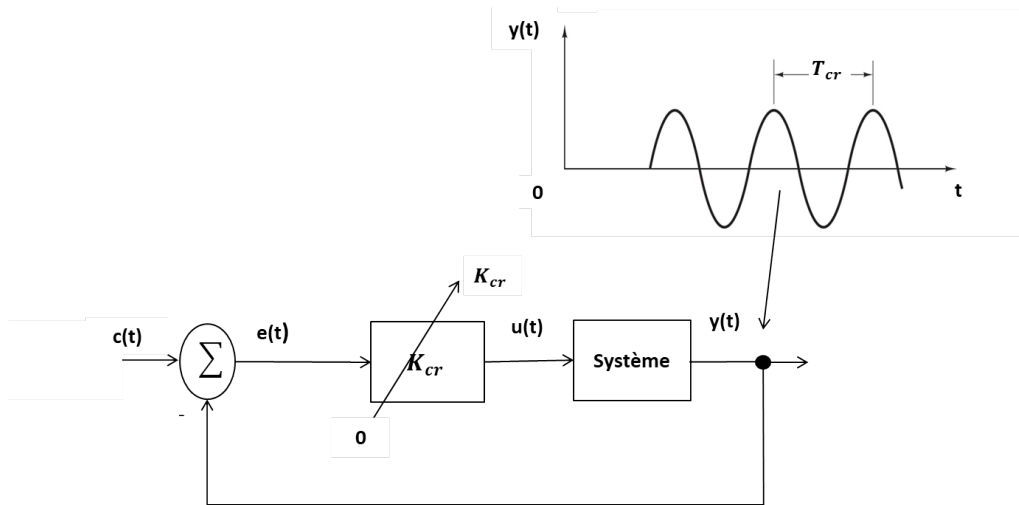 y(t)
T_cr
0
t
K_cr
c(t)
e(t)
u(t)
y(t)
Σ
K_cr
Système
-
0